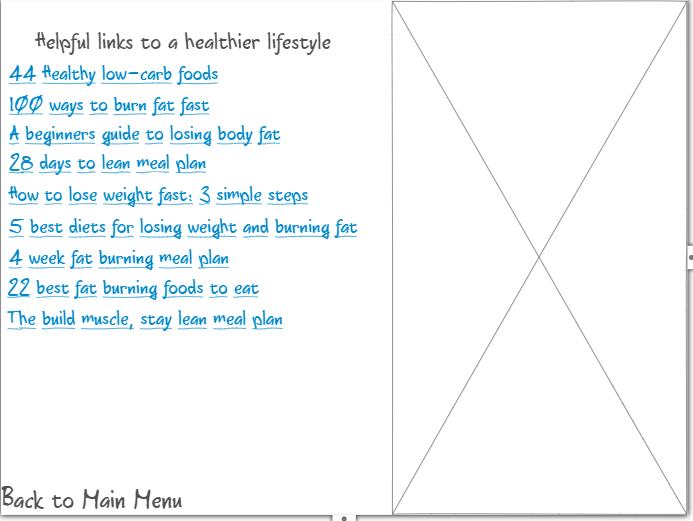 Helpful links to a healthier lifestyle
44 Healthy low-carb foods
100 ways to burn fat fast
A beginners guide to losing body fat
28 days to lean meal plan
How to lose weight fast: 3 simple steps
5 best diets for losing weight and burning fat
4 week fat burning meal plan
22 best fat burning foods to eat
The build muscle, stay lean meal plan
Back to Main Menu